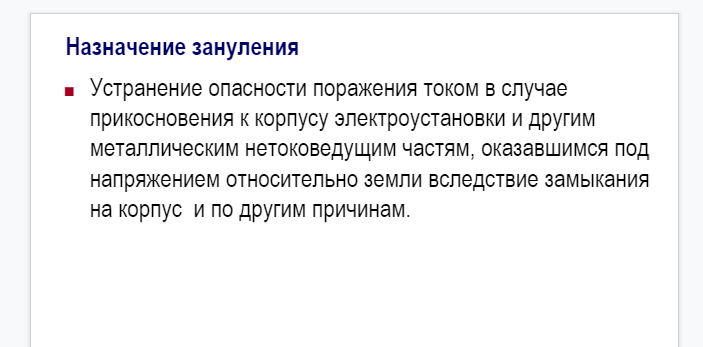 Назначение зануления
Устранение опасности поражения током в случае
прикосновения к корпусу электроустановки и другим
металлическим нетоковедущим частям, оказавшимся под
напряжением относительно земли вследствие замыкания
на корпус  и по другим причинам.